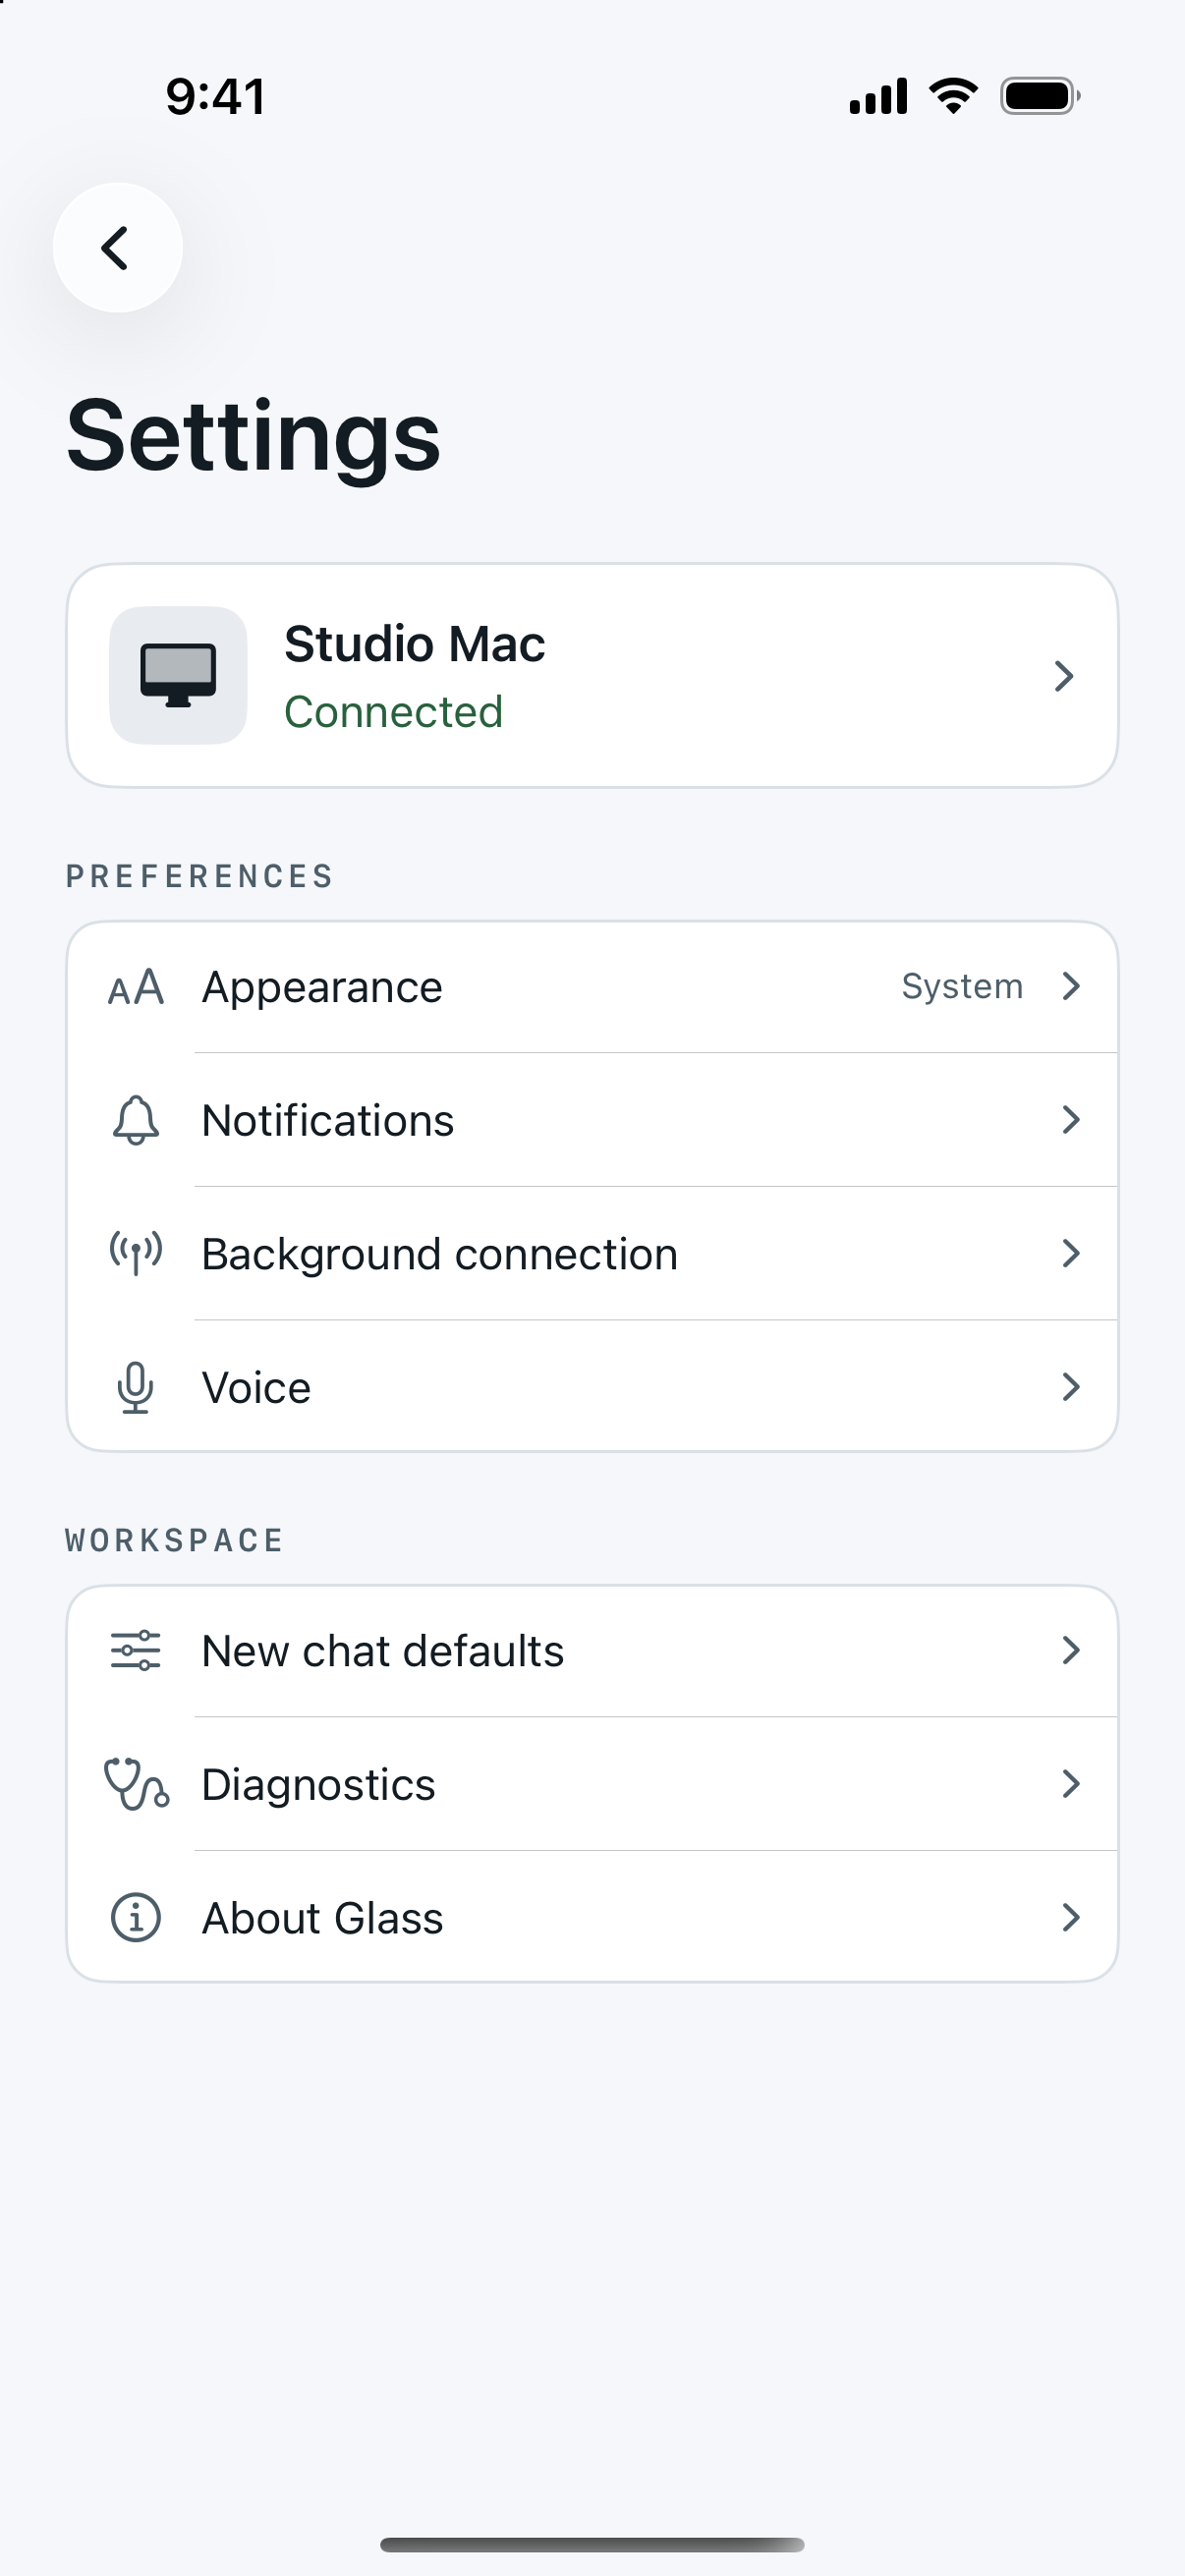 9:41
Settings
Studio Mac
Connected
PREFERENCES
AA Appearance System
Notifications
Background connection
Voice
WORKSPACE
New chat defaults
Diagnostics
About Glass